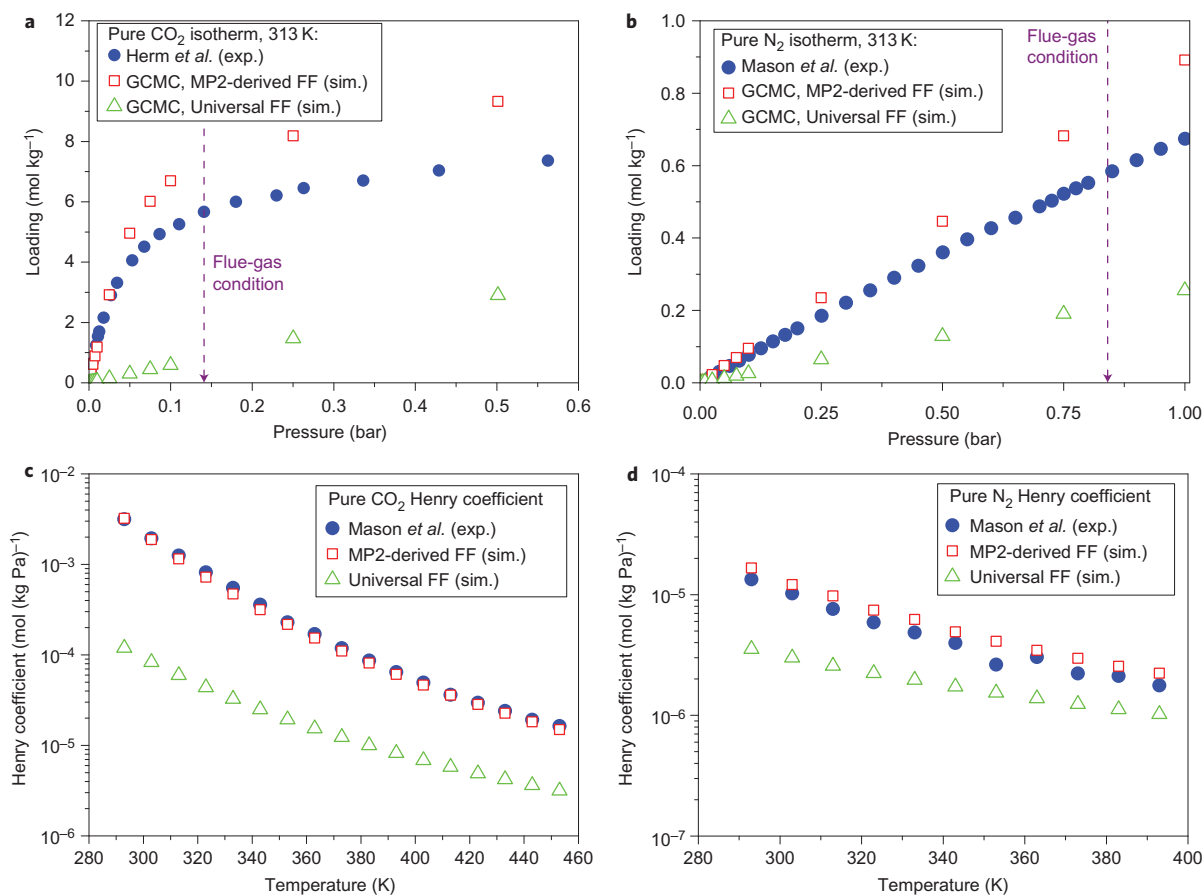 a
Pure CO₂ isotherm, 313 K:
Herm et al. (exp.)
GCMC, MP2-derived FF (sim.)
GCMC, Universal FF (sim.)
Flue-gas
condition
Loading (mol kg⁻¹)
12
10
8
6
4
2
0
0.0 0.1 0.2 0.3 0.4 0.5 0.6
Pressure (bar)
b
Pure N₂ isotherm, 313 K:
Mason et al. (exp.)
GCMC, MP2-derived FF (sim.)
GCMC, Universal FF (sim.)
Flue-gas
condition
Loading (mol kg⁻¹)
1.0
0.8
0.6
0.4
0.2
0.0
0.00 0.25 0.50 0.75 1.00
Pressure (bar)
c
Pure CO₂ Henry coefficient
Mason et al. (exp.)
MP2-derived FF (sim.)
Universal FF (sim.)
Henry coefficient (mol (kg Pa)⁻¹)
10⁻²
10⁻³
10⁻⁴
10⁻⁵
10⁻⁶
280 300 320 340 360 380 400 420 440 460
Temperature (K)
d
Pure N₂ Henry coefficient
Mason et al. (exp.)
MP2-derived FF (sim.)
Universal FF (sim.)
Henry coefficient (mol (kg Pa)⁻¹)
10⁻⁴
10⁻⁵
10⁻⁶
10⁻⁷
280 300 320 340 360 380 400
Temperature (K)